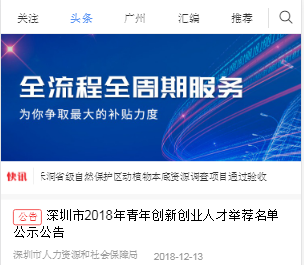 关注 头条 广州 汇编 推荐
全流程全周期服务
为你争取最大的补贴力度
快讯 乐洞省级自然保护区动植物本底资源调查项目通过验收
公告 深圳市2018年青年创新创业人才举荐名单
公示公告
深圳市人力资源和社会保障局 2018-12-13